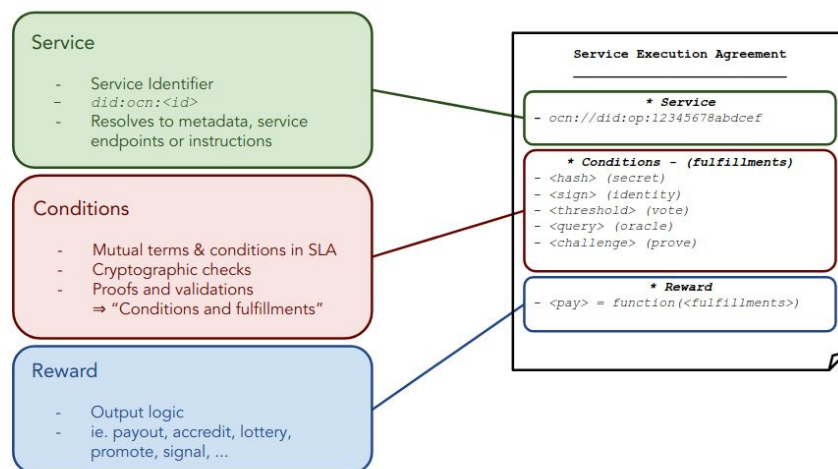 Service
- Service Identifier
- did:ocn:<id>
- Resolves to metadata, service
endpoints or instructions
Conditions
- Mutual terms & conditions in SLA
- Cryptographic checks
- Proofs and validations
⇒ “Conditions and fulfillments”
Reward
- Output logic
- ie. payout, accredit, lottery,
promote, signal, ...
Service Execution Agreement
* Service
- ocn://did:op:12345678abdcef
* Conditions - (fulfillments)
- <hash> (secret)
- <sign> (identity)
- <threshold> (vote)
- <query> (oracle)
- <challenge> (prove)
* Reward
- <pay> = function(<fulfillments>)